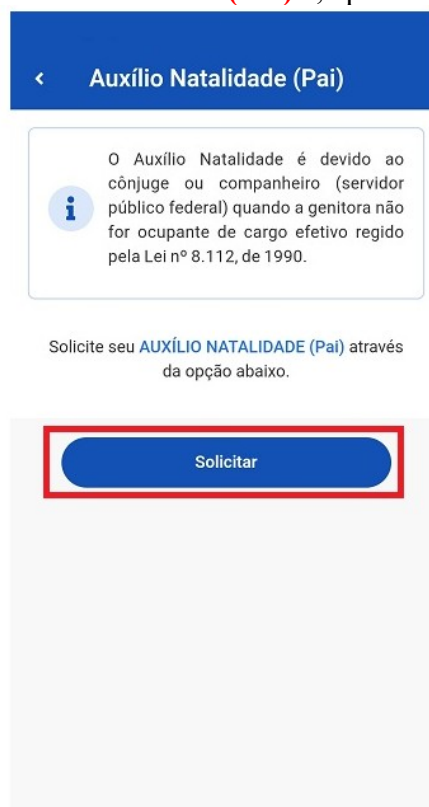 Auxílio Natalidade (Pai)
O Auxílio Natalidade é devido ao
cônjuge ou companheiro (servidor
público federal) quando a genitora não
for ocupante de cargo efetivo regido
pela Lei nº 8.112, de 1990.
Solicite seu AUXÍLIO NATALIDADE (Pai) através
da opção abaixo.
Solicitar